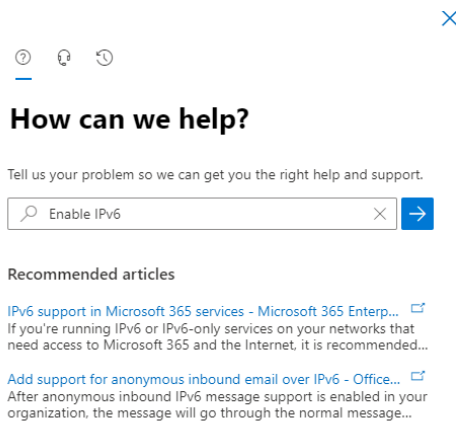 How can we help?
Tell us your problem so we can get you the right help and support.
Enable IPv6
Recommended articles
IPv6 support in Microsoft 365 services - Microsoft 365 Enterp...
If you're running IPv6 or IPv6-only services on your networks that
need access to Microsoft 365 and the Internet, it is recommended...
Add support for anonymous inbound email over IPv6 - Office...
After anonymous inbound IPv6 message support is enabled in your
organization, the message will go through the normal message...